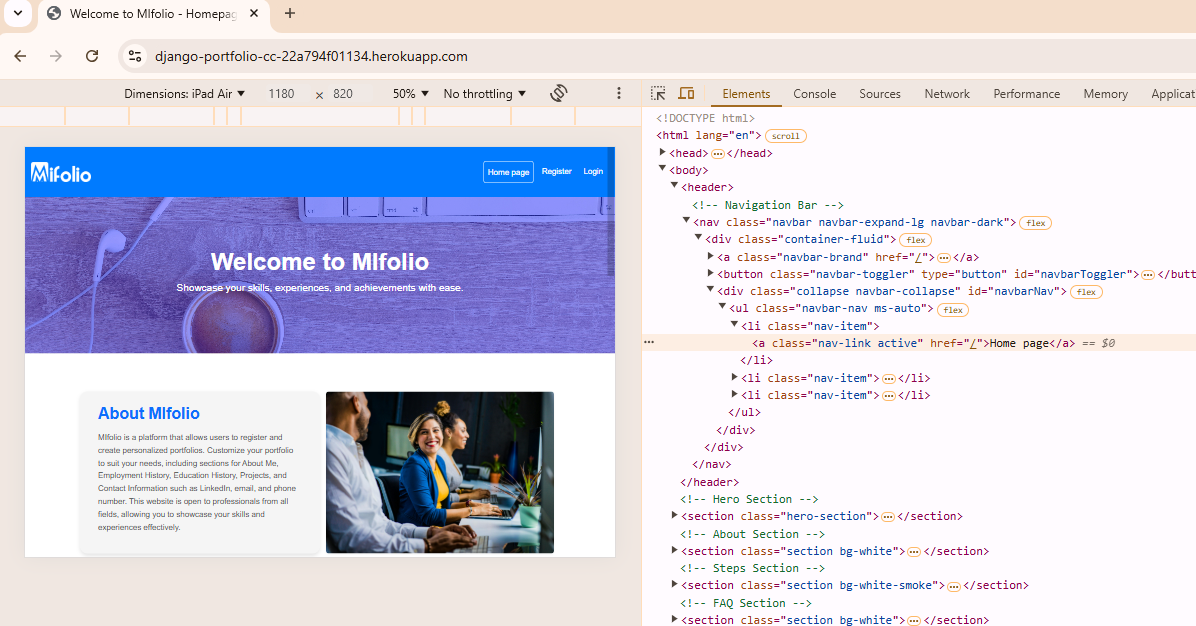 Welcome to MIfolio - Homepag
django-portfolio-cc-22a794f01134.herokuapp.com
Dimensions: iPad Air ▼ 1180 × 820 50% ▼ No throttling ▼
Elements Console Sources Network Performance Memory Applicat
Mifolio
Home page Register Login
Welcome to MIfolio
Showcase your skills, experiences, and achievements with ease.
About MIfolio
MIfolio is a platform that allows users to register and
create personalized portfolios. Customize your portfolio
to suit your needs, including sections for About Me,
Employment History, Education History, Projects, and
Contact Information such as LinkedIn, email, and phone
number. This website is open to professionals from all
fields, allowing you to showcase your skills and
experiences effectively.
<!DOCTYPE html>
<html lang="en"> scroll
▶<head> ⋯ </head>
▼<body>
▼<header>
<!-- Navigation Bar -->
▼<nav class="navbar navbar-expand-lg navbar-dark"> flex
▼<div class="container-fluid"> flex
▶<a class="navbar-brand" href="/"> ⋯ </a>
▶<button class="navbar-toggler" type="button" id="navbarToggler"> ⋯ </butt
▼<div class="collapse navbar-collapse" id="navbarNav"> flex
▼<ul class="navbar-nav ms-auto"> flex
▼<li class="nav-item">
<a class="nav-link active" href="/">Home page</a> == $0
</li>
▶<li class="nav-item"> ⋯ </li>
▶<li class="nav-item"> ⋯ </li>
</ul>
</div>
</div>
</nav>
</header>
<!-- Hero Section -->
▶<section class="hero-section"> ⋯ </section>
<!-- About Section -->
▶<section class="section bg-white"> ⋯ </section>
<!-- Steps Section -->
▶<section class="section bg-white-smoke"> ⋯ </section>
<!-- FAQ Section -->
▶<section class="section bg-white"> ⋯ </section>